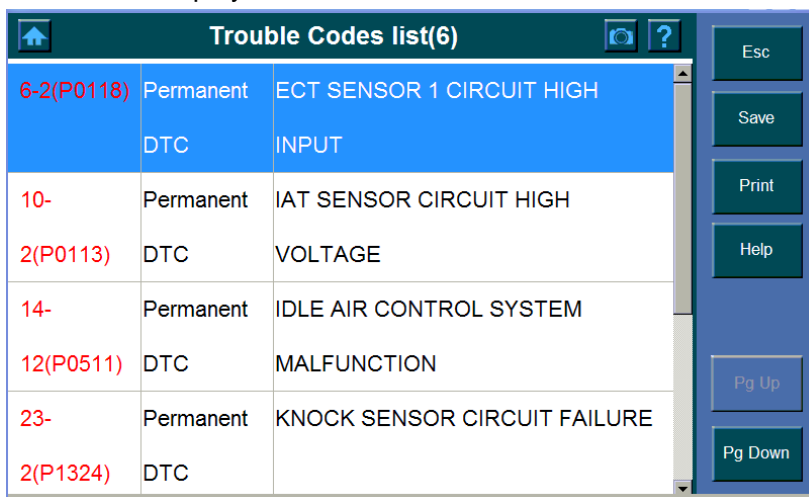 Trouble Codes list(6)
?
Esc
Save
Print
Help
Pg Up
Pg Down
6-2(P0118) Permanent ECT SENSOR 1 CIRCUIT HIGH
DTC INPUT
10- Permanent IAT SENSOR CIRCUIT HIGH
2(P0113) DTC VOLTAGE
14- Permanent IDLE AIR CONTROL SYSTEM
12(P0511) DTC MALFUNCTION
23- Permanent KNOCK SENSOR CIRCUIT FAILURE
2(P1324) DTC